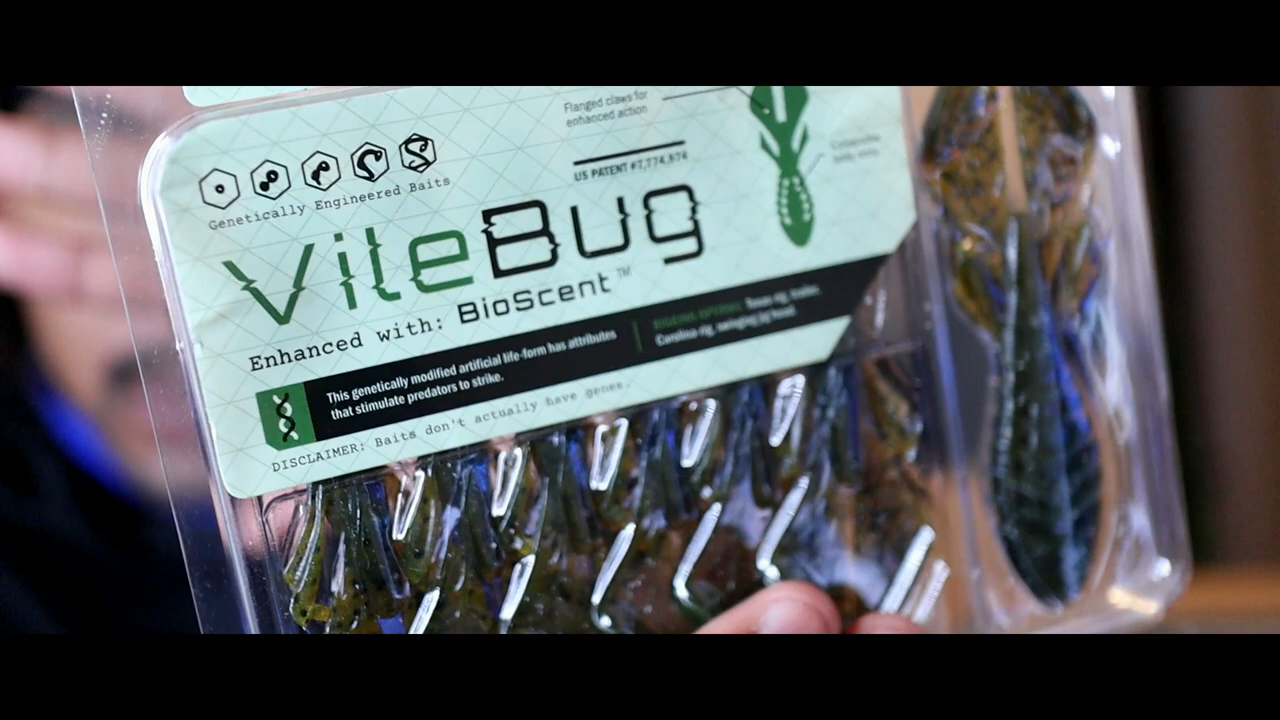 Flanged claws for
enhanced action
US PATENT #7,774,974
Genetically Engineered Baits
VileBug
Enhanced with: BioScent™
This genetically modified artificial life-form has attributes
that stimulate predators to strike.
RIGGING OPTIONS: Texas rig, trailer,
Carolina rig, swinging jig head.
DISCLAIMER: Baits don't actually have genes.